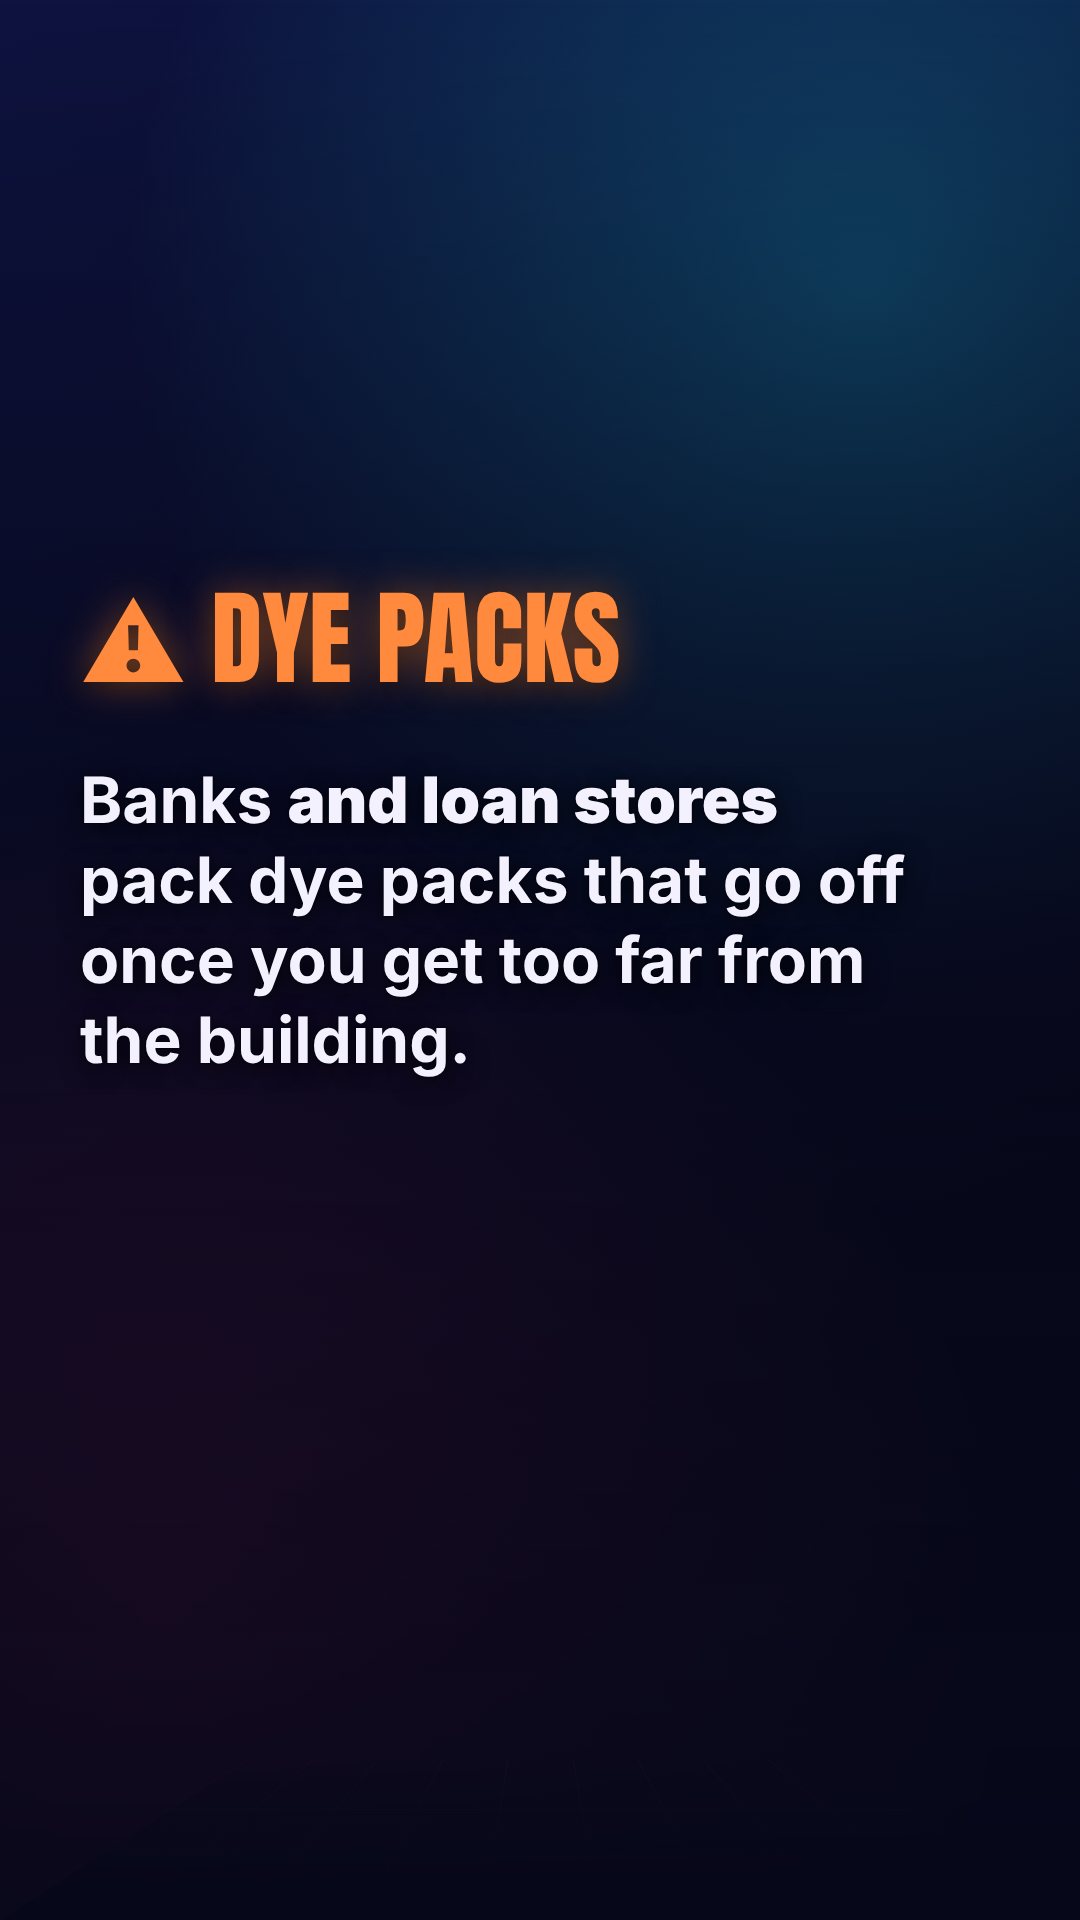 ⚠ DYE PACKS
Banks and loan stores
pack dye packs that go off
once you get too far from
the building.